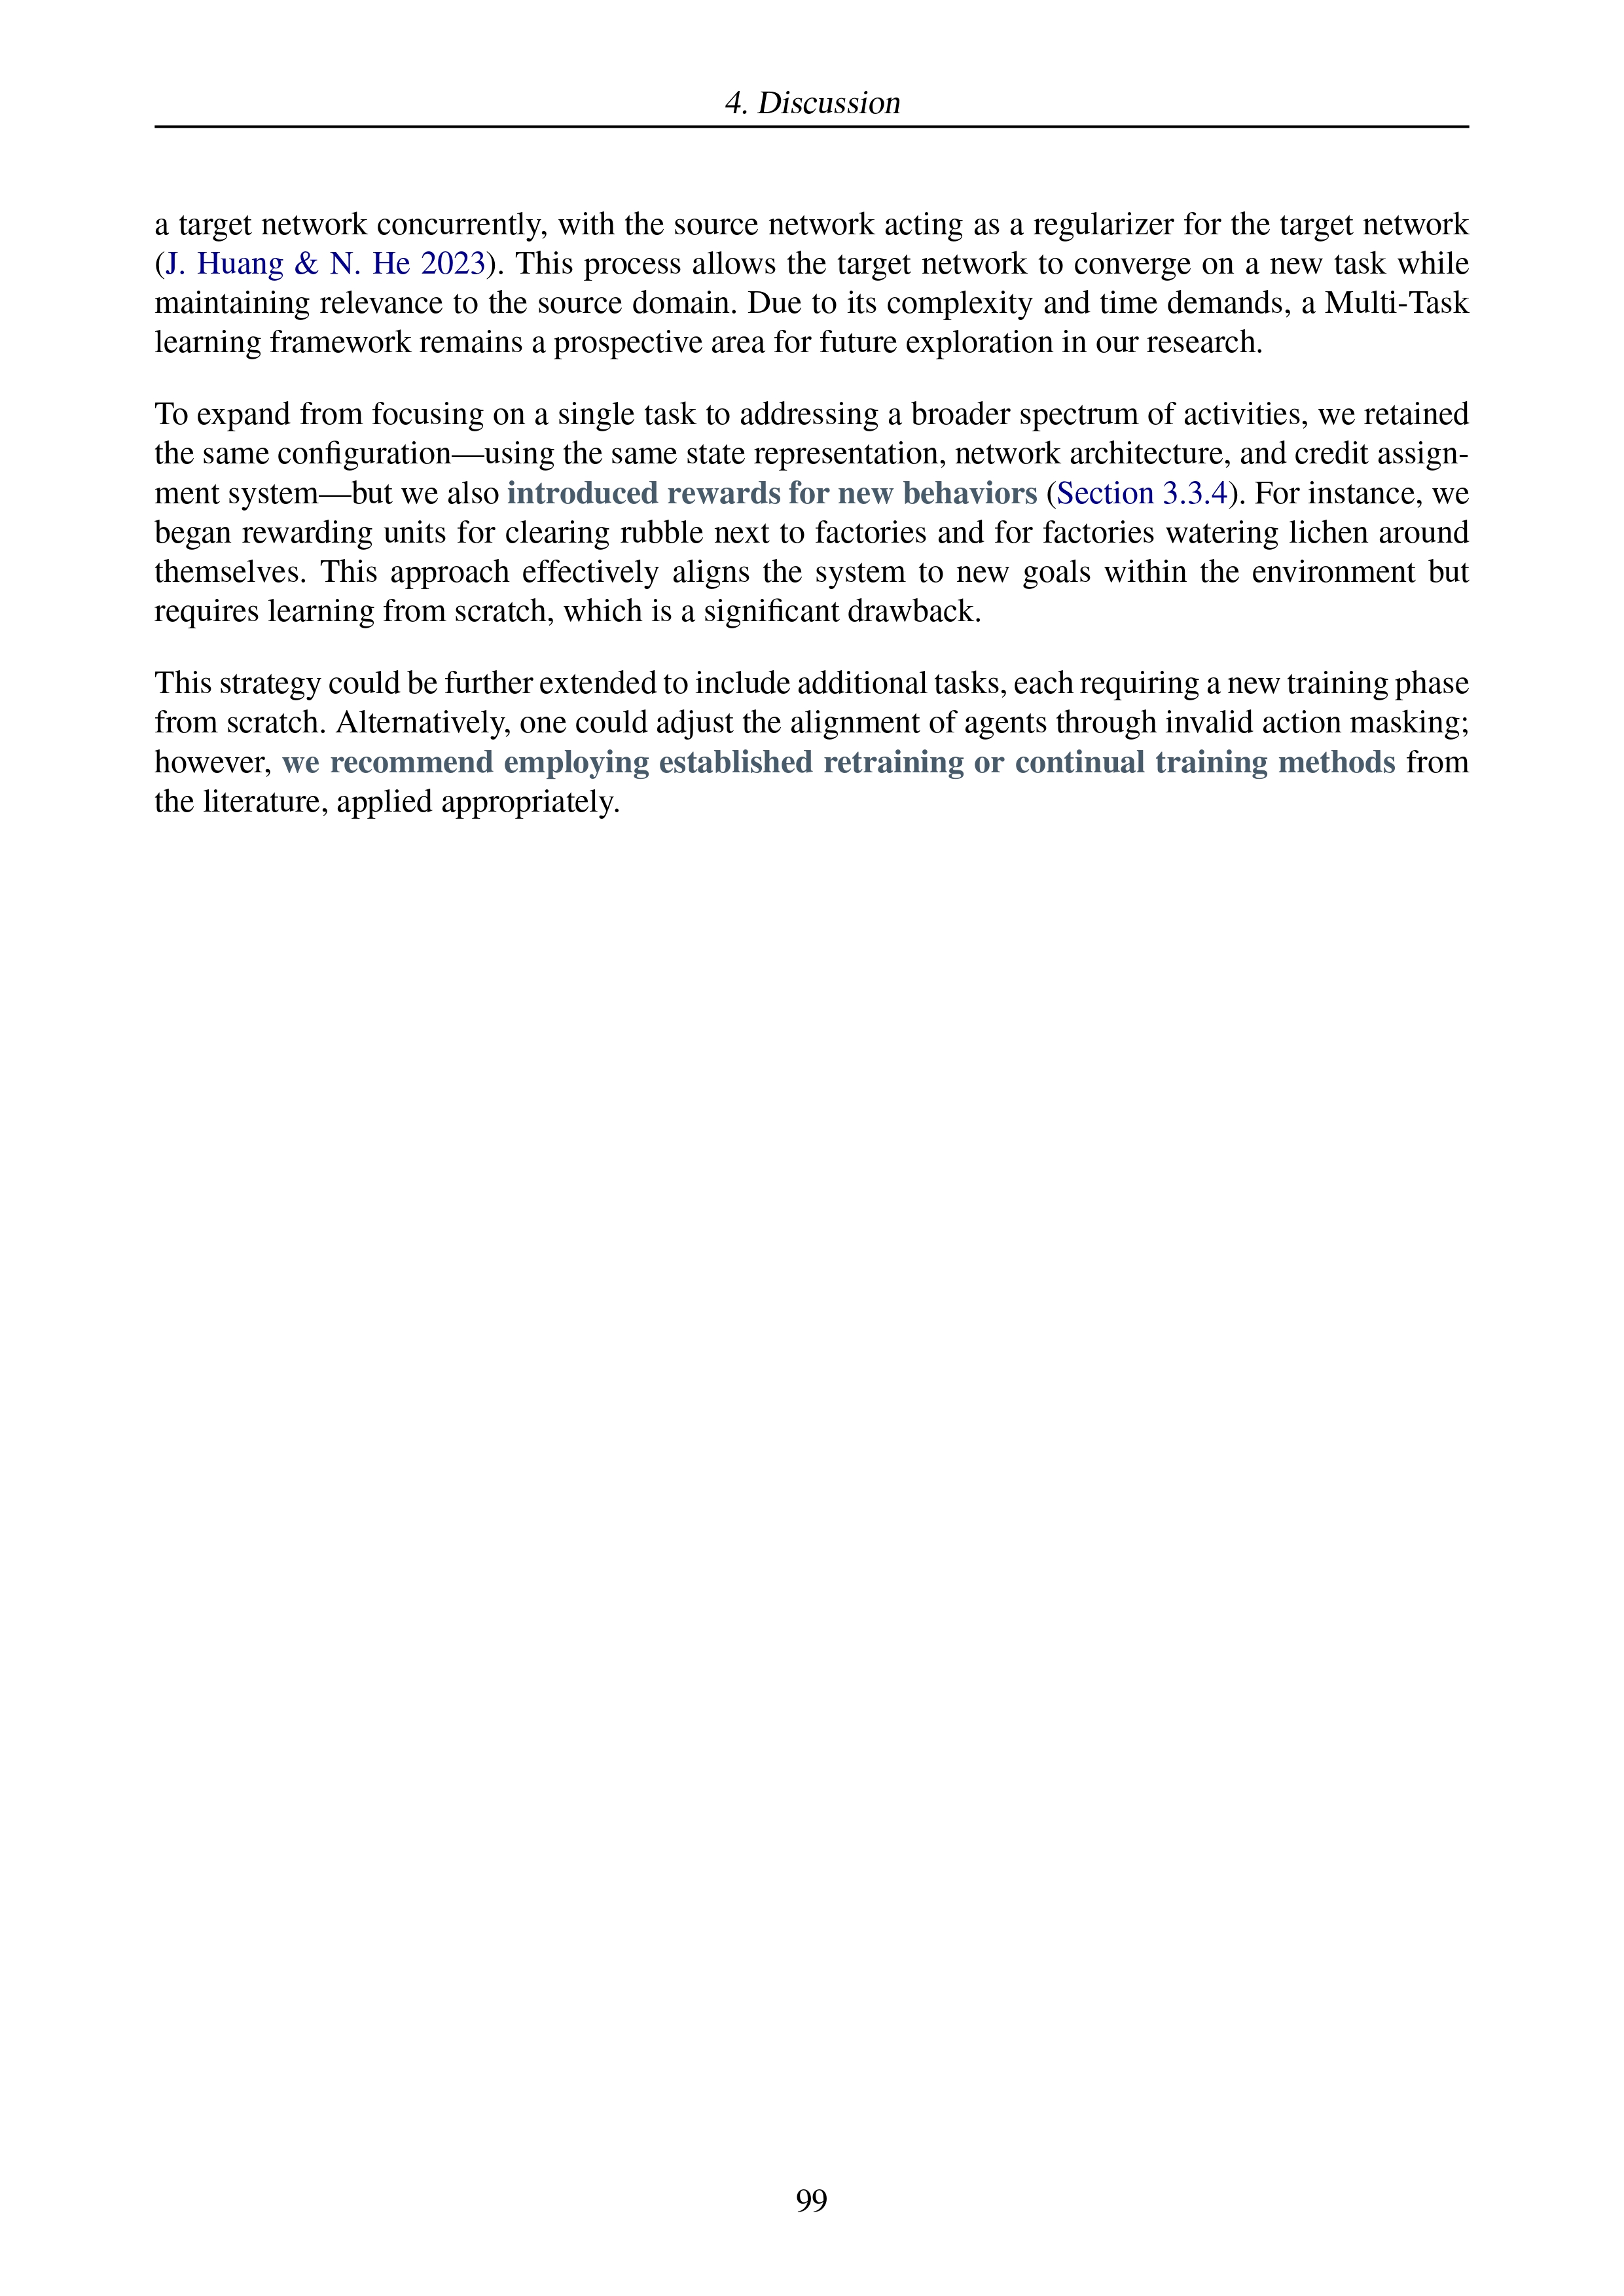 4. Discussion
a target network concurrently, with the source network acting as a regularizer for the target network
(J. Huang & N. He 2023). This process allows the target network to converge on a new task while
maintaining relevance to the source domain. Due to its complexity and time demands, a Multi-Task
learning framework remains a prospective area for future exploration in our research.
To expand from focusing on a single task to addressing a broader spectrum of activities, we retained
the same configuration—using the same state representation, network architecture, and credit assign-
ment system—but we also introduced rewards for new behaviors (Section 3.3.4). For instance, we
began rewarding units for clearing rubble next to factories and for factories watering lichen around
themselves. This approach effectively aligns the system to new goals within the environment but
requires learning from scratch, which is a significant drawback.
This strategy could be further extended to include additional tasks, each requiring a new training phase
from scratch. Alternatively, one could adjust the alignment of agents through invalid action masking;
however, we recommend employing established retraining or continual training methods from
the literature, applied appropriately.
99